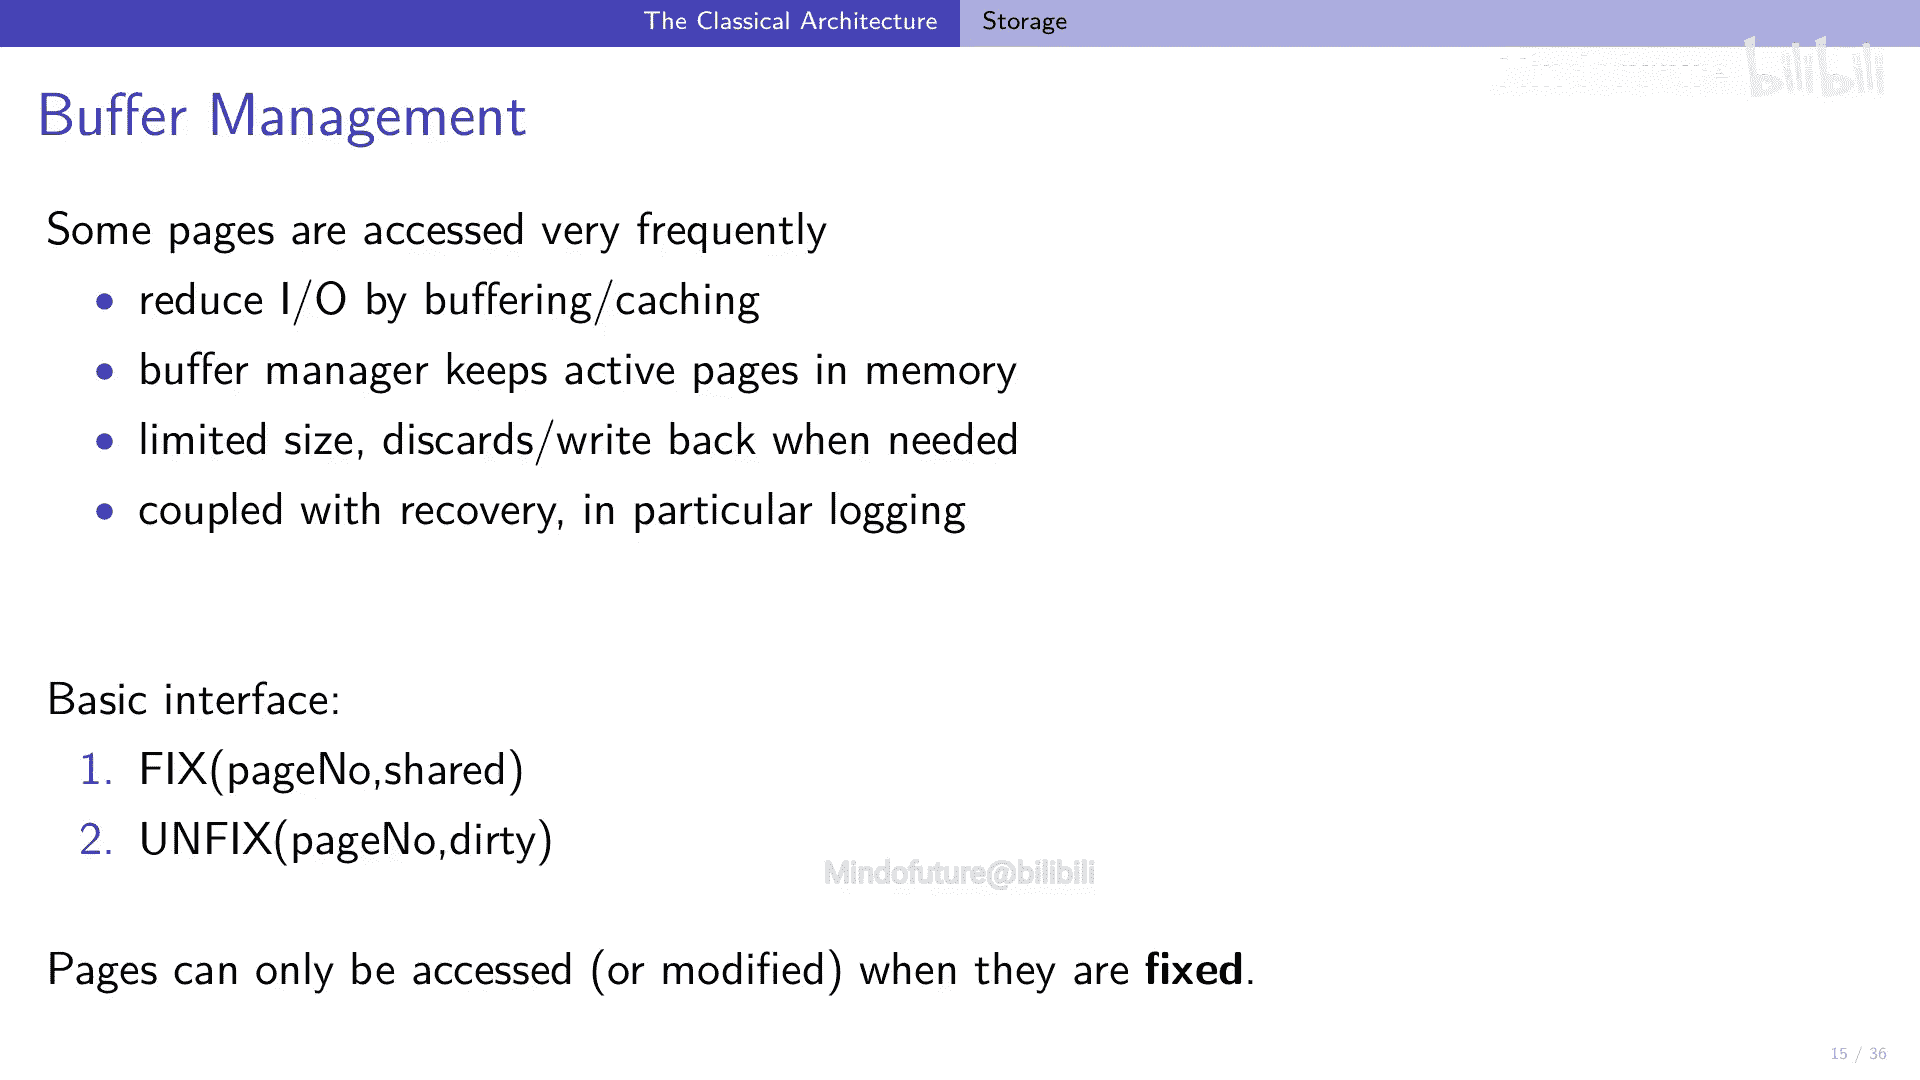 The Classical Architecture
Storage
bilibili
Buffer Management
Some pages are accessed very frequently
• reduce I/O by buffering/caching
• buffer manager keeps active pages in memory
• limited size, discards/write back when needed
• coupled with recovery, in particular logging
Basic interface:
1. FIX(pageNo,shared)
2. UNFIX(pageNo,dirty)
Mindofuture@bilibili
Pages can only be accessed (or modified) when they are fixed.
15 / 36